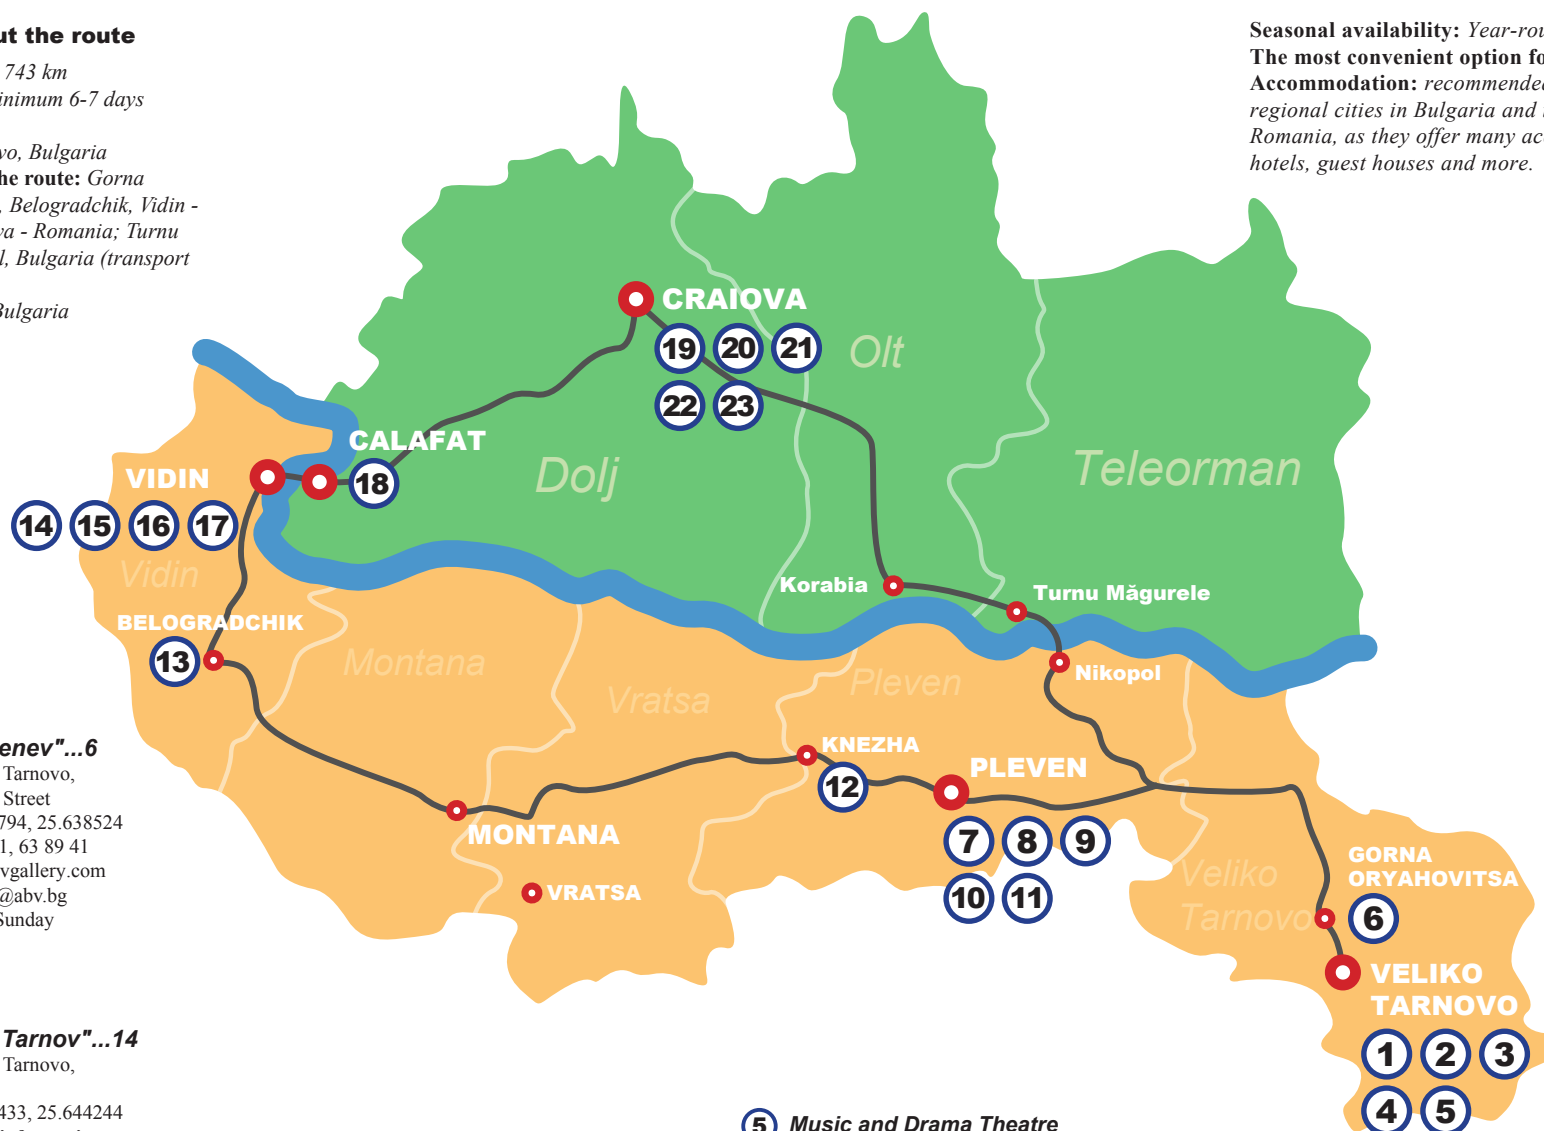 ut the route
743 km
inimum 6-7 days
vo, Bulgaria
he route: Gorna
, Belogradchik, Vidin -
va - Romania; Turnu
l, Bulgaria (transport
Bulgaria
Seasonal availability: Year-rou
The most convenient option fo
Accommodation: recommended
regional cities in Bulgaria and
Romania, as they offer many acc
hotels, guest houses and more.
CRAIOVA
19 20 21
22 23
Olt
CALAFAT
18
Dolj
Teleorman
VIDIN
14 15 16 17
Vidin
Korabia
Turnu Măgurele
BELOGRADCHIK
13
Montana
Vratsa
Pleven
Nikopol
KNEZHA
12
PLEVEN
7 8 9
10 11
MONTANA
VRATSA
Veliko
Tarnovo
GORNA
ORYAHOVITSA
6
VELIKO
TARNOVO
1 2 3
4 5
enev"...6
Tarnovo,
Street
794, 25.638524
1, 63 89 41
vgallery.com
@abv.bg
Sunday
Tarnov"...14
Tarnovo,
433, 25.644244
5 Music and Drama Theatre